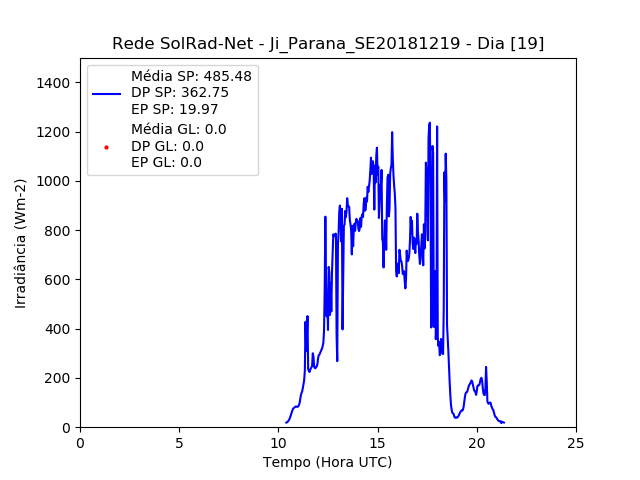 Rede SolRad-Net - Ji_Parana_SE20181219 - Dia [19]
Média SP: 485.48
DP SP: 362.75
EP SP: 19.97
Média GL: 0.0
DP GL: 0.0
EP GL: 0.0
Irradiância (Wm-2)
1400
1200
1000
800
600
400
200
0
0 5 10 15 20 25
Tempo (Hora UTC)